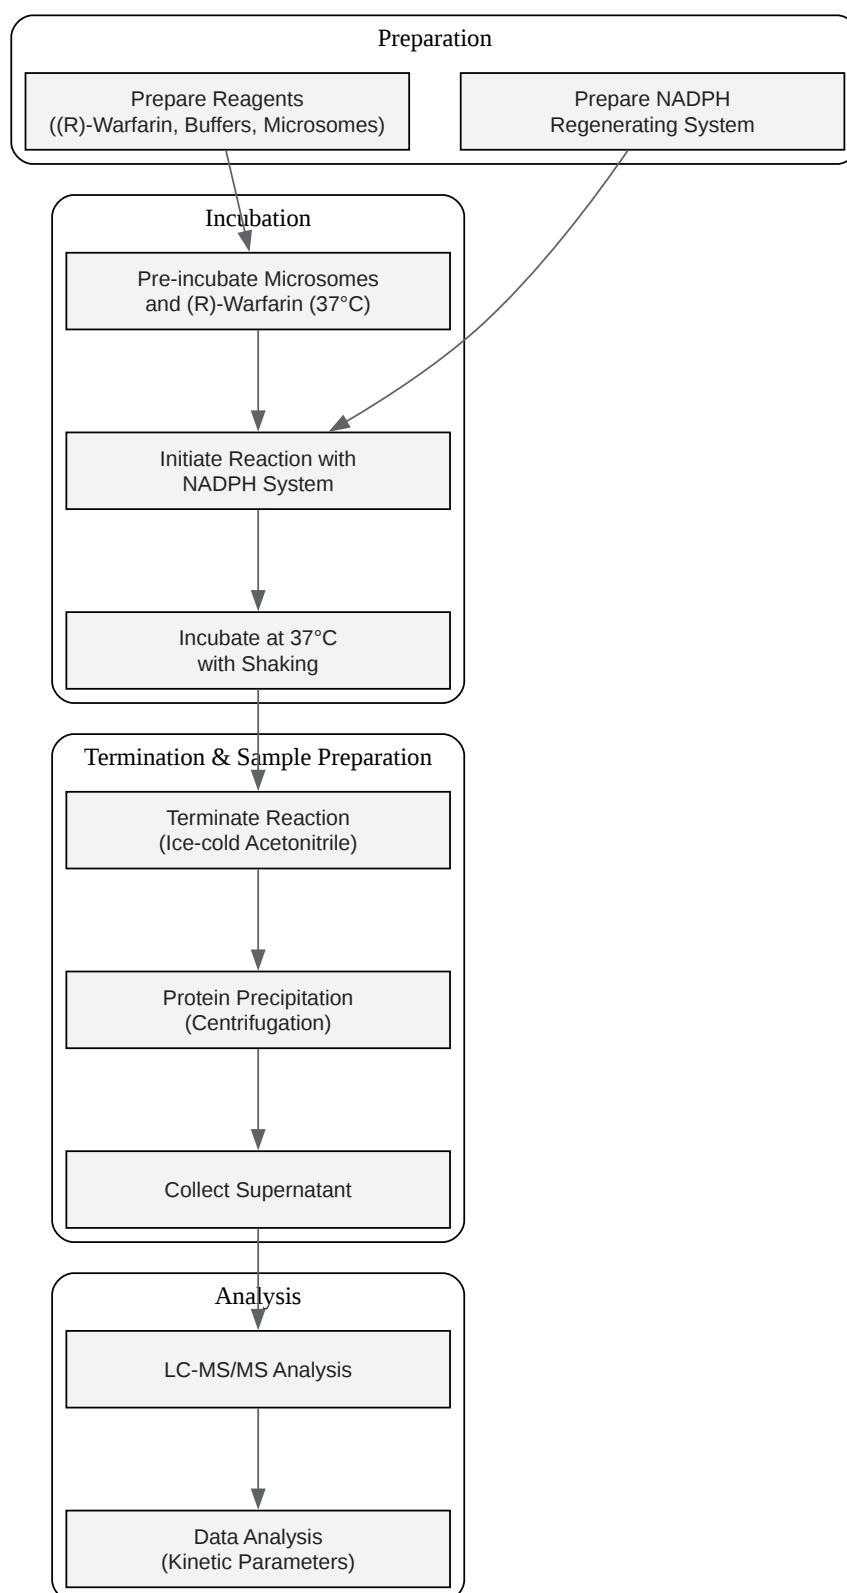 Preparation
Prepare Reagents
((R)-Warfarin, Buffers, Microsomes)
Prepare NADPH
Regenerating System
Incubation
Pre-incubate Microsomes
and (R)-Warfarin (37°C)
Initiate Reaction with
NADPH System
Incubate at 37°C
with Shaking
Termination & Sample Preparation
Terminate Reaction
(Ice-cold Acetonitrile)
Protein Precipitation
(Centrifugation)
Collect Supernatant
Analysis
LC-MS/MS Analysis
Data Analysis
(Kinetic Parameters)